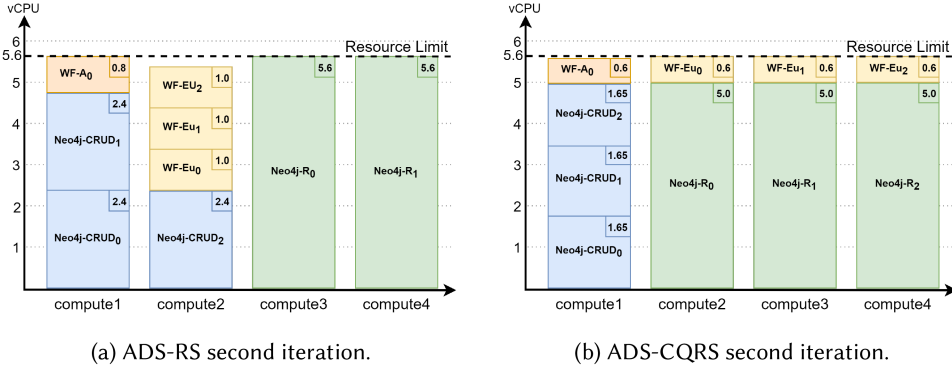 vCPU
6
5.6
5
4
3
2
1
Resource Limit
WF-A0
0.8
2.4
Neo4j-CRUD1
2.4
Neo4j-CRUD0
1.0
WF-EU2
1.0
WF-Eu1
1.0
WF-Eu0
2.4
Neo4j-CRUD2
5.6
Neo4j-R0
5.6
Neo4j-R1
compute1 compute2 compute3 compute4
(a) ADS-RS second iteration.
vCPU
6
5.6
5
4
3
2
1
Resource Limit
WF-A0
0.6
1.65
Neo4j-CRUD2
1.65
Neo4j-CRUD1
1.65
Neo4j-CRUD0
WF-Eu0
0.6
5.0
Neo4j-R0
WF-Eu1
0.6
5.0
Neo4j-R1
WF-Eu2
0.6
5.0
Neo4j-R2
compute1 compute2 compute3 compute4
(b) ADS-CQRS second iteration.